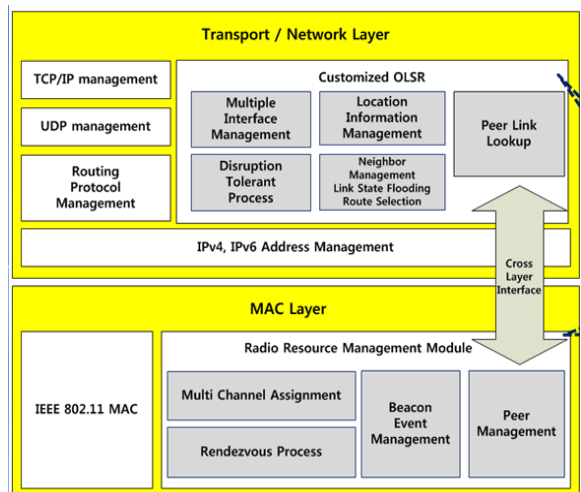 Transport / Network Layer
TCP/IP management
UDP management
Routing
Protocol
Management
Customized OLSR
Multiple
Interface
Management
Location
Information
Management
Peer Link
Lookup
Disruption
Tolerant
Process
Neighbor
Management
Link State Flooding
Route Selection
IPv4, IPv6 Address Management
Cross
Layer
Interface
MAC Layer
IEEE 802.11 MAC
Radio Resource Management Module
Multi Channel Assignment
Rendezvous Process
Beacon
Event
Management
Peer
Management